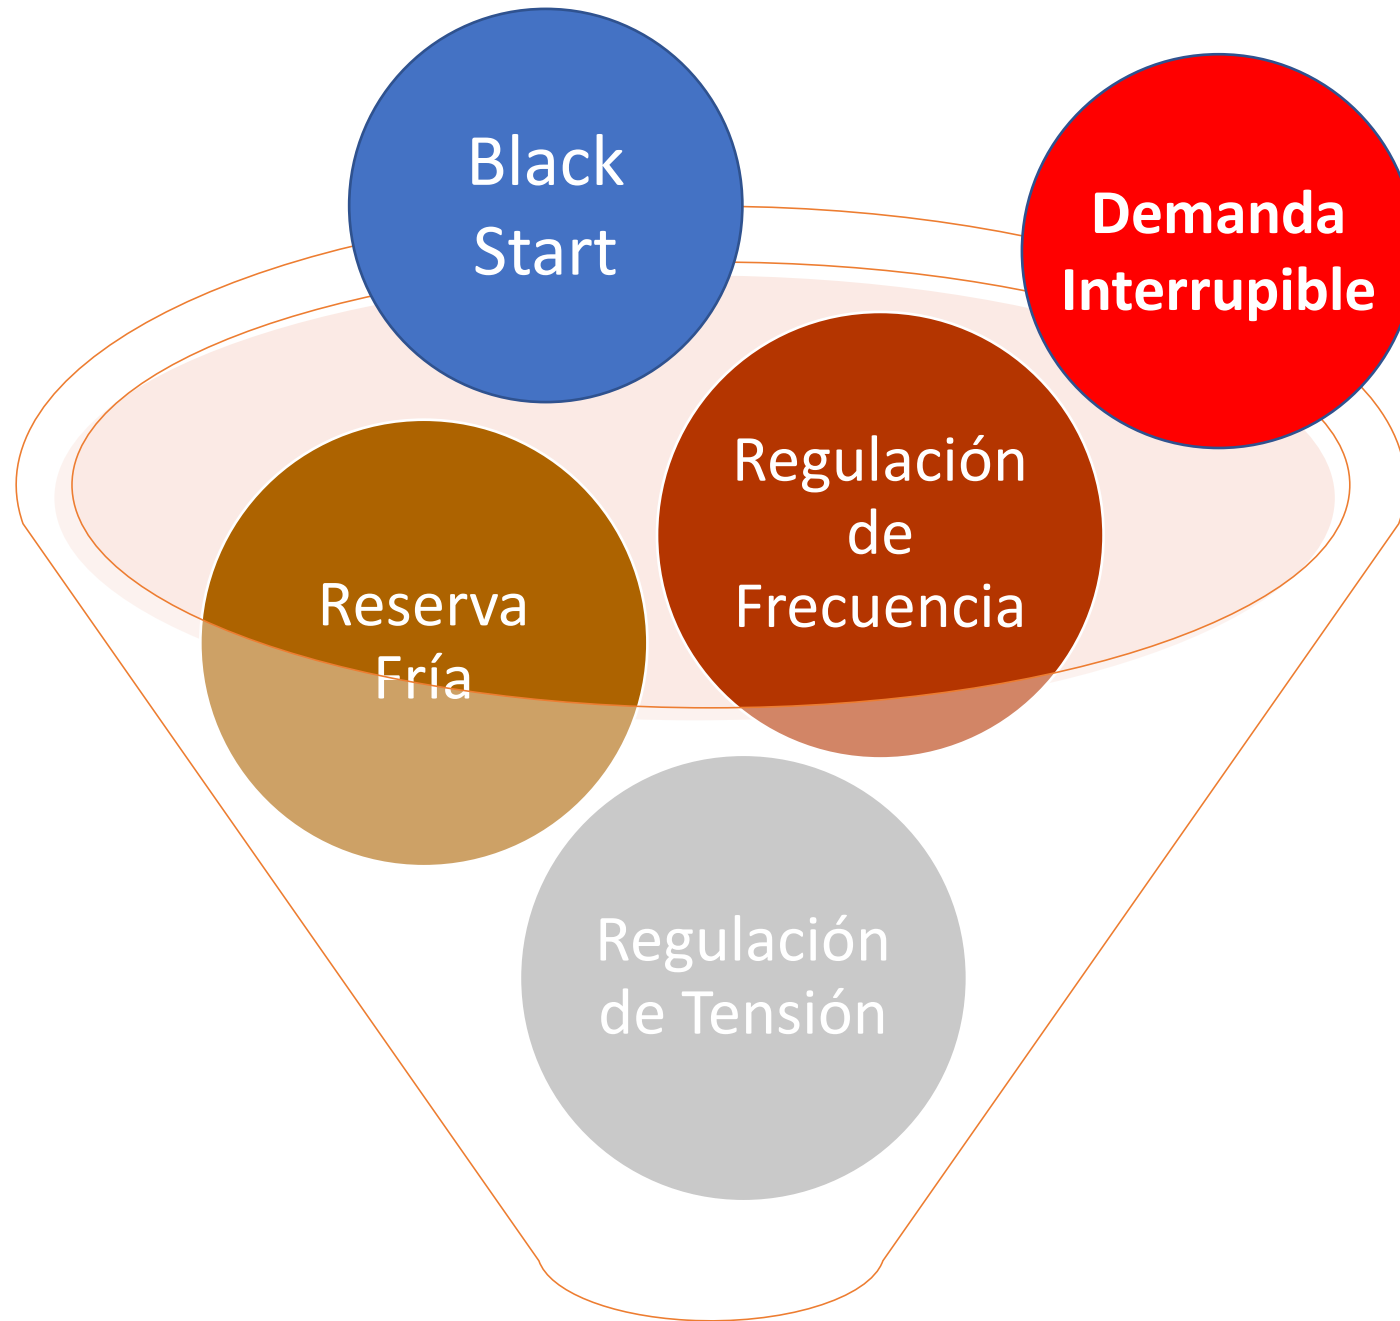 Black
Start
Demanda
Interrupible
Regulación
de
Frecuencia
Reserva
Fría
Regulación
de Tensión